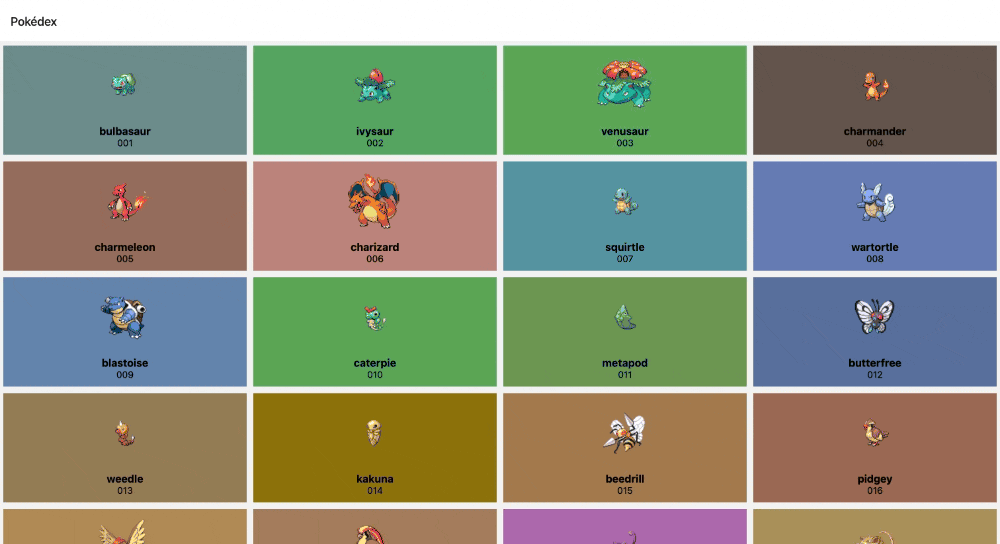 Pokédex
bulbasaur
001
ivysaur
002
venusaur
003
charmander
004
charmeleon
005
charizard
006
squirtle
007
wartortle
008
blastoise
009
caterpie
010
metapod
011
butterfree
012
weedle
013
kakuna
014
beedrill
015
pidgey
016